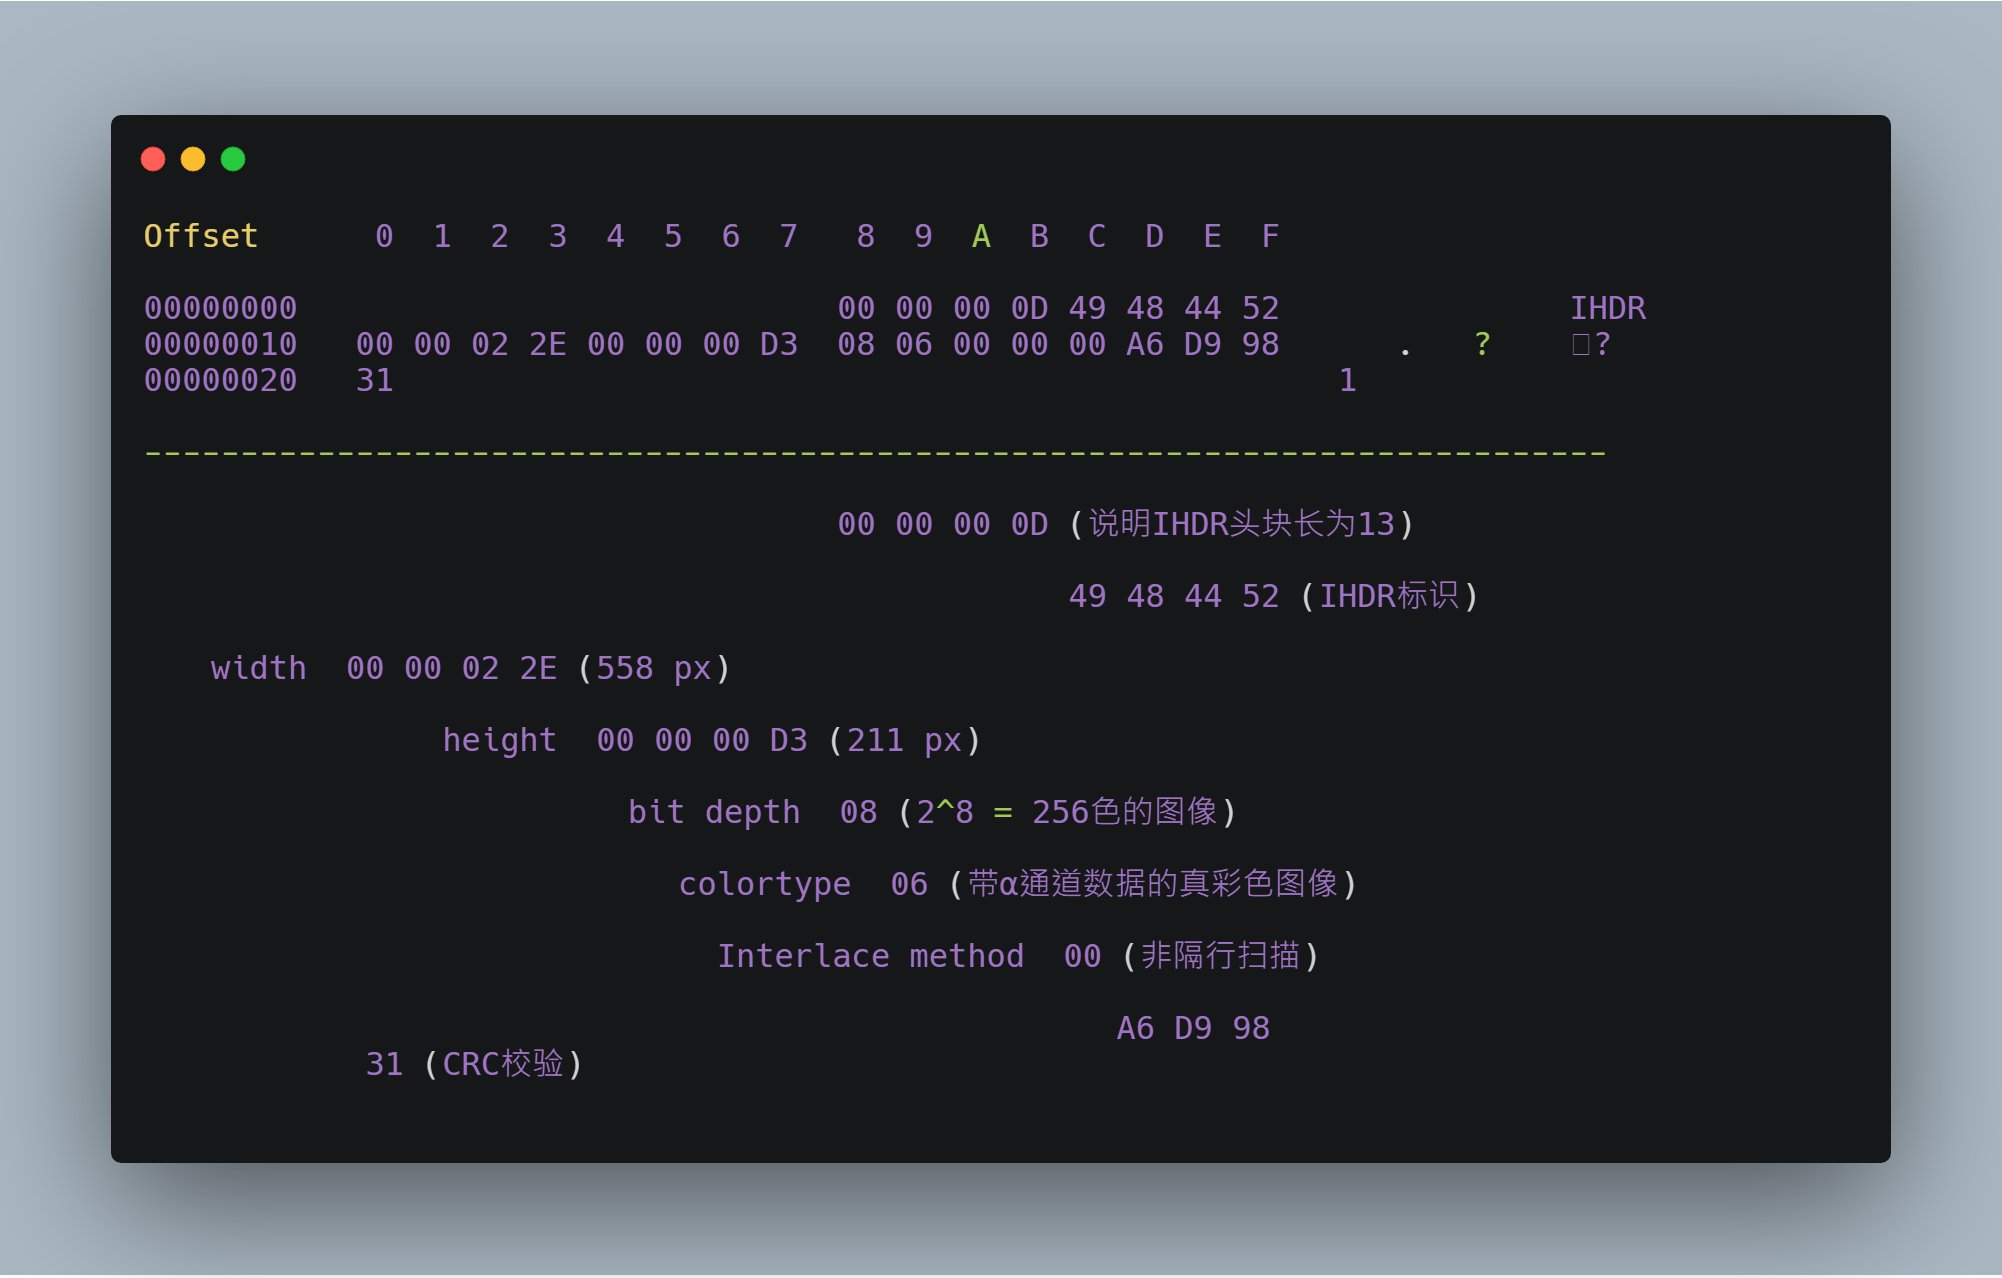 Offset 0 1 2 3 4 5 6 7 8 9 A B C D E F
00000000 00 00 00 0D 49 48 44 52 IHDR
00000010 00 00 02 2E 00 00 00 D3 08 06 00 00 00 A6 D9 98 . ? □?
00000020 31 1
----------------------------------------------------------------------------
00 00 00 0D (说明IHDR头块长为13)
49 48 44 52 (IHDR标识)
width 00 00 02 2E (558 px)
height 00 00 00 D3 (211 px)
bit depth 08 (2^8 = 256色的图像)
colortype 06 (带α通道数据的真彩色图像)
Interlace method 00 (非隔行扫描)
A6 D9 98
31 (CRC校验)